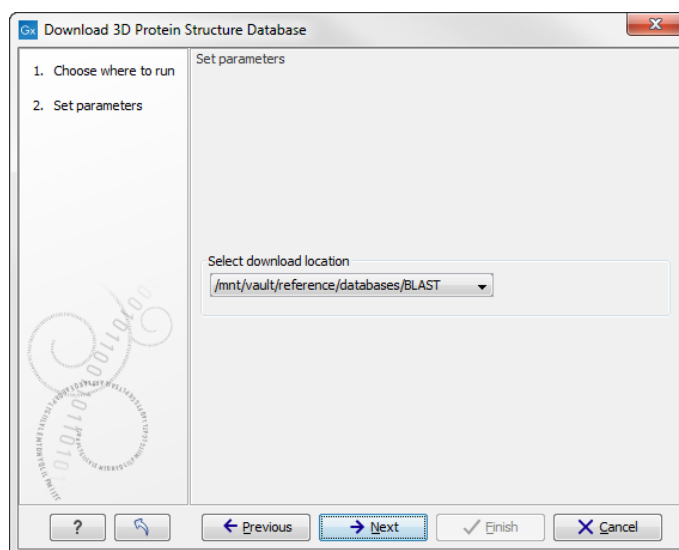 Gx Download 3D Protein Structure Database
1. Choose where to run
2. Set parameters
Set parameters
Select download location
/mnt/vault/reference/databases/BLAST
? Previous Next Finish Cancel